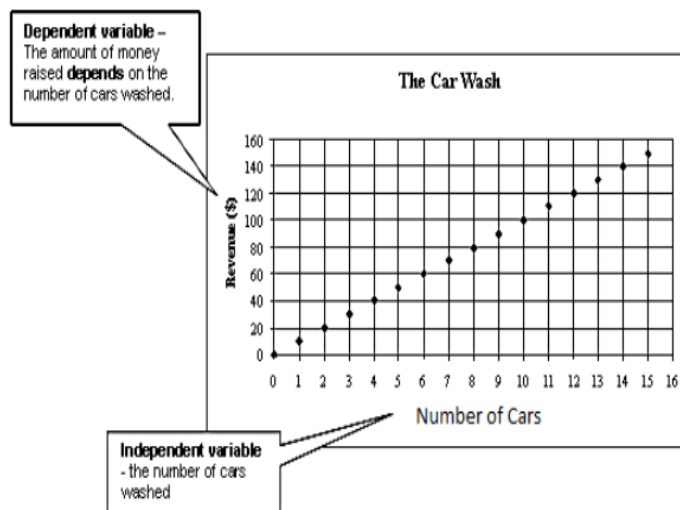 Dependent variable –
The amount of money
raised depends on the
number of cars washed.
The Car Wash
Revenue ($)
160
140
120
100
80
60
40
20
0
0 1 2 3 4 5 6 7 8 9 10 11 12 13 14 15 16
Number of Cars
Independent variable
- the number of cars
washed